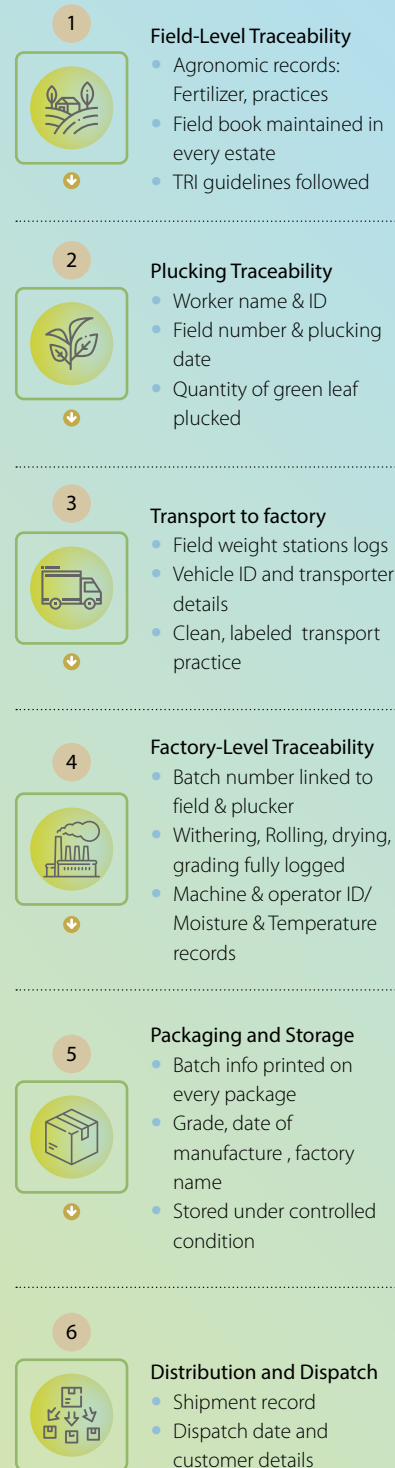 1
Field-Level Traceability
• Agronomic records:
Fertilizer, practices
• Field book maintained in
every estate
• TRI guidelines followed
2
Plucking Traceability
• Worker name & ID
• Field number & plucking
date
• Quantity of green leaf
plucked
3
Transport to factory
• Field weight stations logs
• Vehicle ID and transporter
details
• Clean, labeled transport
practice
4
Factory-Level Traceability
• Batch number linked to
field & plucker
• Withering, Rolling, drying,
grading fully logged
• Machine & operator ID/
Moisture & Temperature
records
5
Packaging and Storage
• Batch info printed on
every package
• Grade, date of
manufacture , factory
name
• Stored under controlled
condition
6
Distribution and Dispatch
• Shipment record
• Dispatch date and
customer details